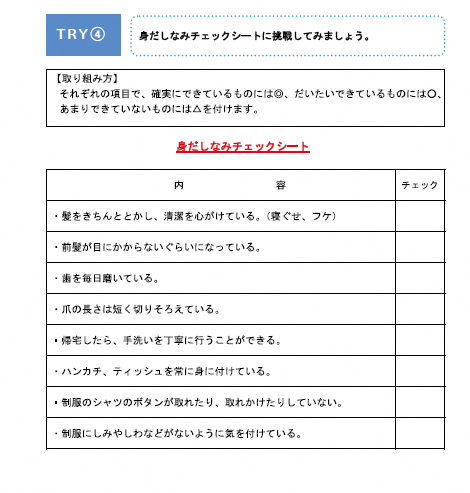 TRY④
身だしなみチェックシートに挑戦してみましょう。
【取り組み方】
それぞれの項目で、確実にできているものには◎、だいたいできているものには〇、
あまりできていないものには△を付けます。
身だしなみチェックシート
内　容　チェック
・髪をきちんととかし、清潔を心がけている。（寝ぐせ、フケ）
・前髪が目にかからないぐらいになっている。
・歯を毎日磨いている。
・爪の長さは短く切りそろえている。
・帰宅したら、手洗いを丁寧に行うことができる。
・ハンカチ、ティッシュを常に身に付けている。
・制服のシャツのボタンが取れたり、取れかけたりしていない。
・制服にしみやしわなどがないように気を付けている。